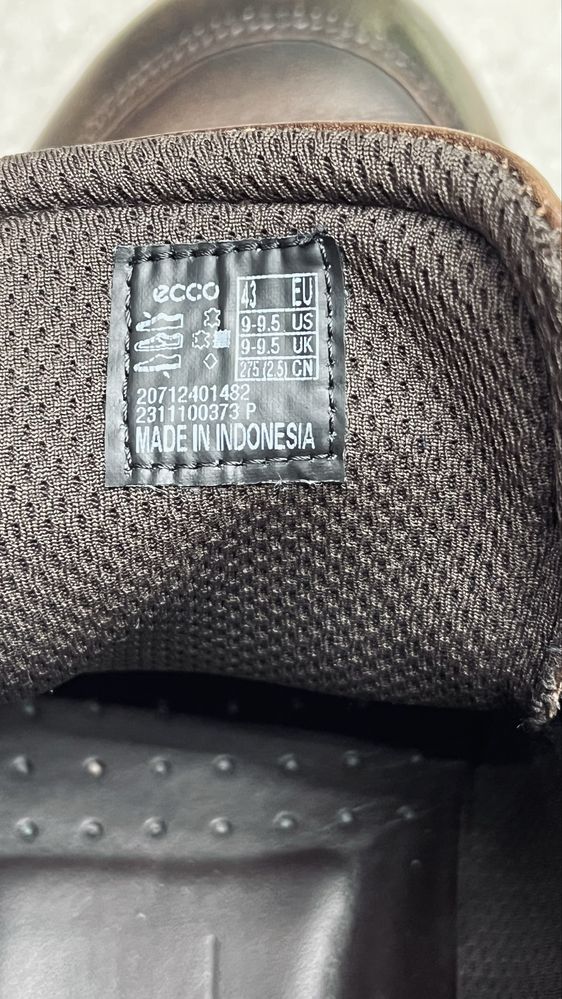 ecco
43 EU
9-9.5 US
9-9.5 UK
275 (2.5) CN
20712401482
2311100373 P
MADE IN INDONESIA